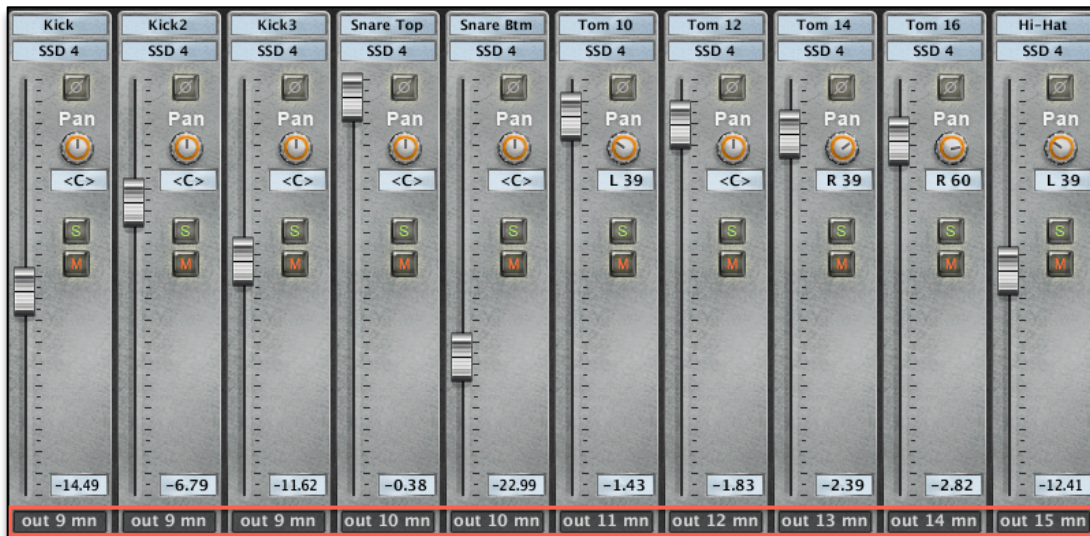 Kick Kick2 Kick3 Snare Top Snare Btm Tom 10 Tom 12 Tom 14 Tom 16 Hi-Hat
SSD 4 SSD 4 SSD 4 SSD 4 SSD 4 SSD 4 SSD 4 SSD 4 SSD 4 SSD 4
Ø Ø Ø Ø Ø Ø Ø Ø Ø Ø
Pan Pan Pan Pan Pan Pan Pan Pan Pan Pan
<C> <C> <C> <C> <C> L 39 <C> R 39 R 60 L 39
S S S S S S S S S S
M M M M M M M M M M
-14.49 -6.79 -11.62 -0.38 -22.99 -1.43 -1.83 -2.39 -2.82 -12.41
out 9 mn out 9 mn out 9 mn out 10 mn out 10 mn out 11 mn out 12 mn out 13 mn out 14 mn out 15 mn